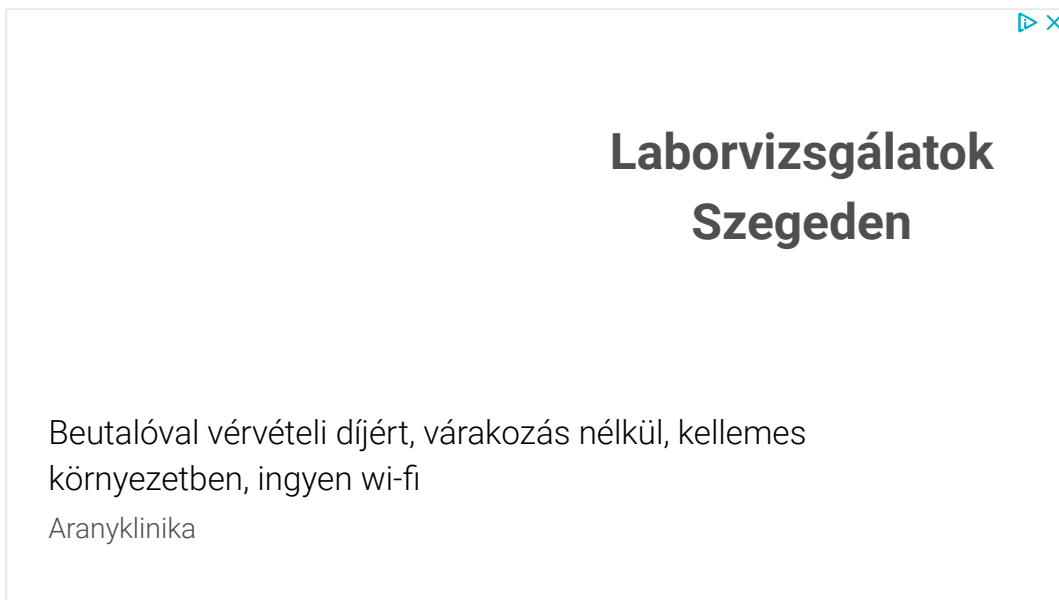 Laborvizsgálatok
Szegeden
Beutalóval vérvételi díjért, várakozás nélkül, kellemes
környezetben, ingyen wi-fi
Aranyklinika